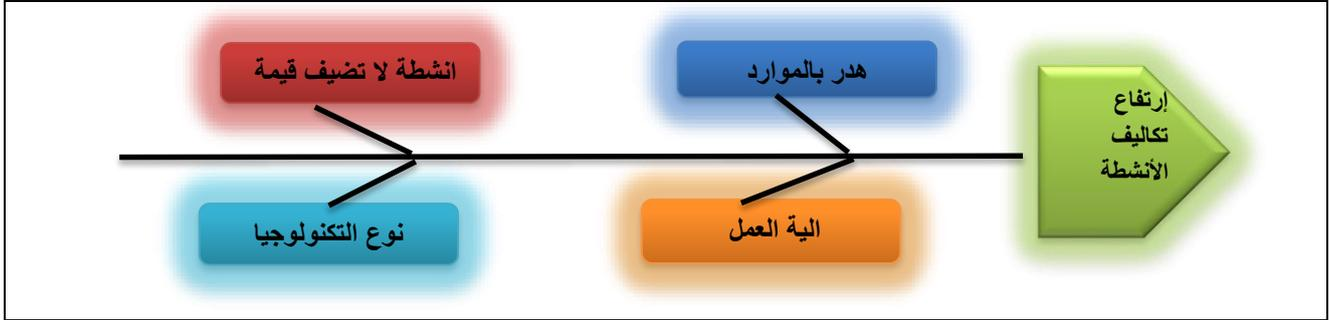 إرتفاع
تكاليف
الأنشطة
هدر بالموارد
انشطة لا تضيف قيمة
الية العمل
نوع التكنولوجيا